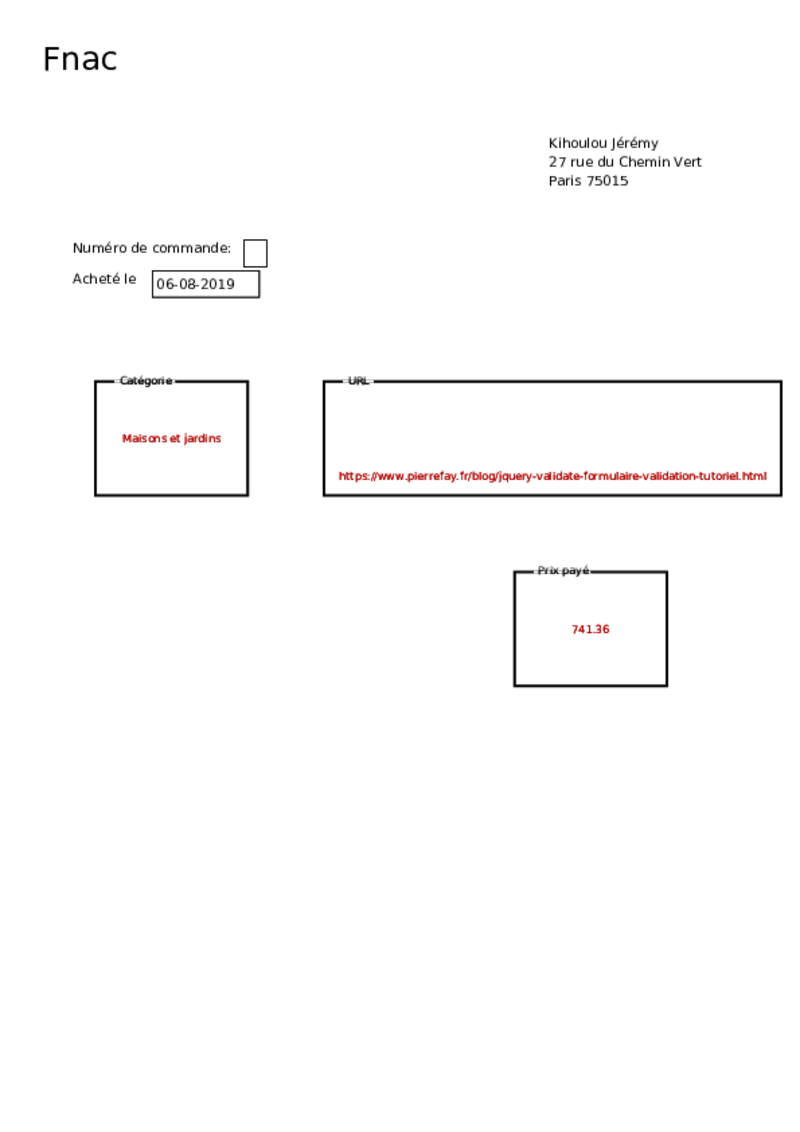 Fnac
Kihoulou Jérémy
27 rue du Chemin Vert
Paris 75015
Numéro de commande:
Acheté le 06-08-2019
Catégorie
Maisons et jardins
URL
https://www.pierrefay.fr/blog/jquery-validate-formulaire-validation-tutoriel.html
Prix payé
741.36